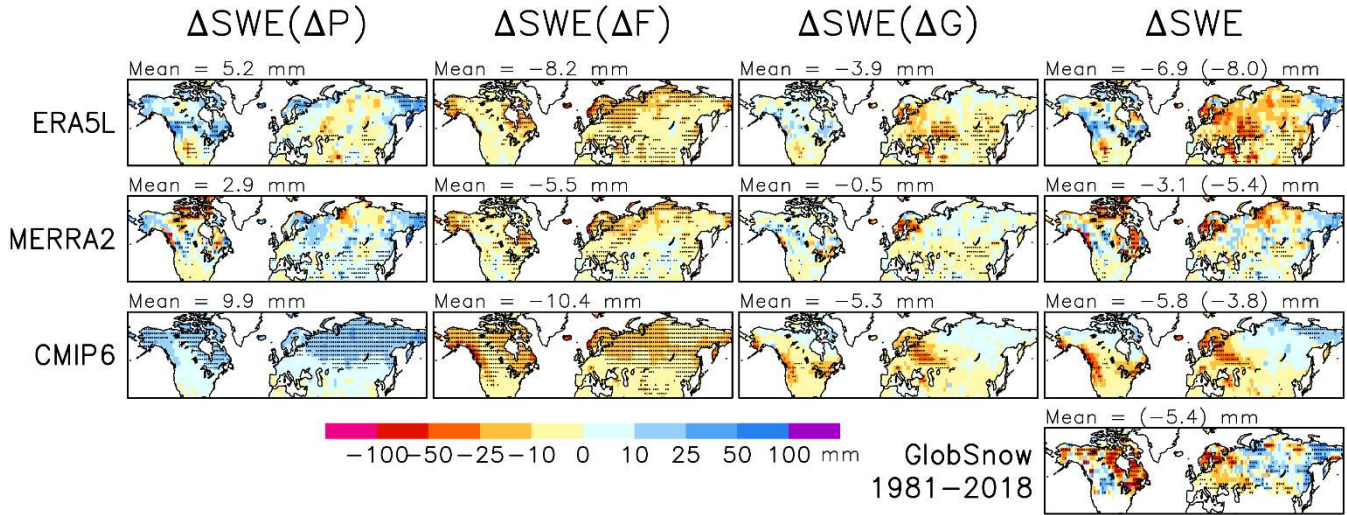 ΔSWE(ΔP) ΔSWE(ΔF) ΔSWE(ΔG) ΔSWE
Mean = 5.2 mm Mean = −8.2 mm Mean = −3.9 mm Mean = −6.9 (−8.0) mm
ERA5L
Mean = 2.9 mm Mean = −5.5 mm Mean = −0.5 mm Mean = −3.1 (−5.4) mm
MERRA2
Mean = 9.9 mm Mean = −10.4 mm Mean = −5.3 mm Mean = −5.8 (−3.8) mm
CMIP6
Mean = (−5.4) mm
−100 −50 −25 −10 0 10 25 50 100 mm
GlobSnow
1981−2018